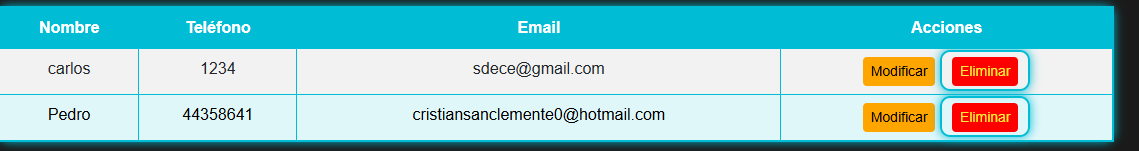 Nombre Teléfono Email Acciones
carlos 1234 sdece@gmail.com Modificar Eliminar
Pedro 44358641 cristiansanclemente0@hotmail.com Modificar Eliminar